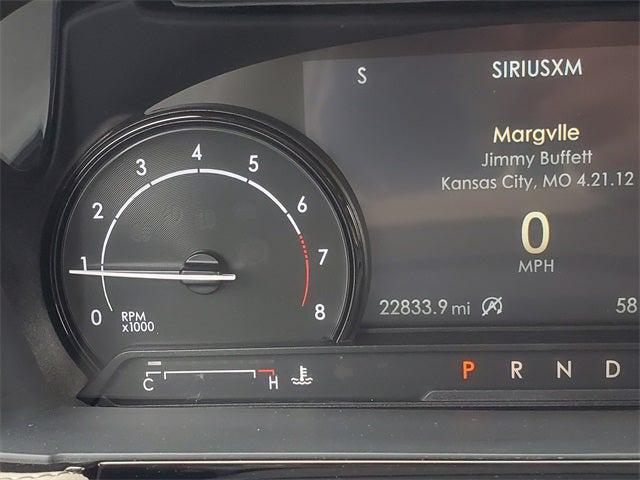 S
SIRIUSXM
Margvlle
Jimmy Buffett
Kansas City, MO 4.21.12
0
MPH
22833.9 mi
58
0 1 2 3 4 5 6 7 8
RPM
x1000
C H
P R N D